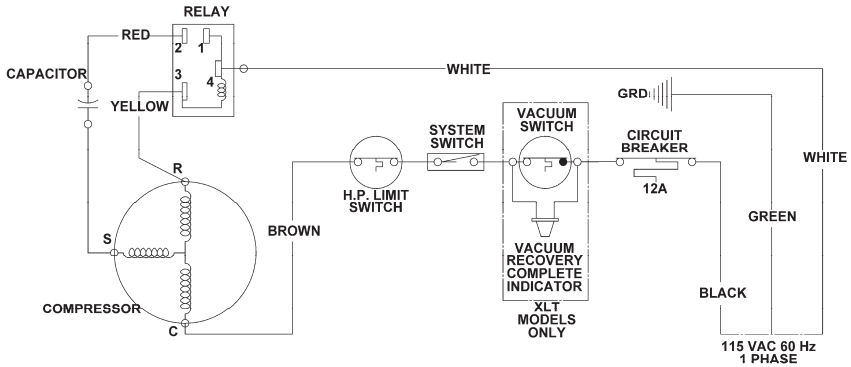 RELAY
RED
2
1
3
4
CAPACITOR
YELLOW
WHITE
GRD
VACUUM
SWITCH
SYSTEM
SWITCH
CIRCUIT
BREAKER
WHITE
R
H.P. LIMIT
SWITCH
12A
GREEN
S
BROWN
VACUUM
RECOVERY
COMPLETE
INDICATOR
BLACK
COMPRESSOR
XLT
MODELS
ONLY
C
115 VAC 60 Hz
1 PHASE